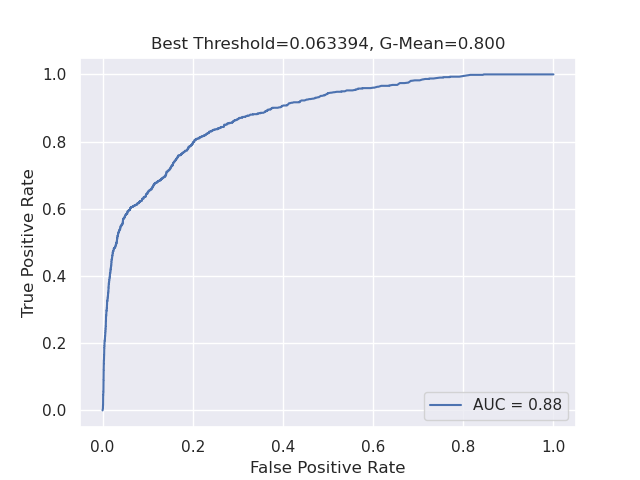 Best Threshold=0.063394, G-Mean=0.800
True Positive Rate
1.0
0.8
0.6
0.4
0.2
0.0
AUC = 0.88
0.0 0.2 0.4 0.6 0.8 1.0
False Positive Rate